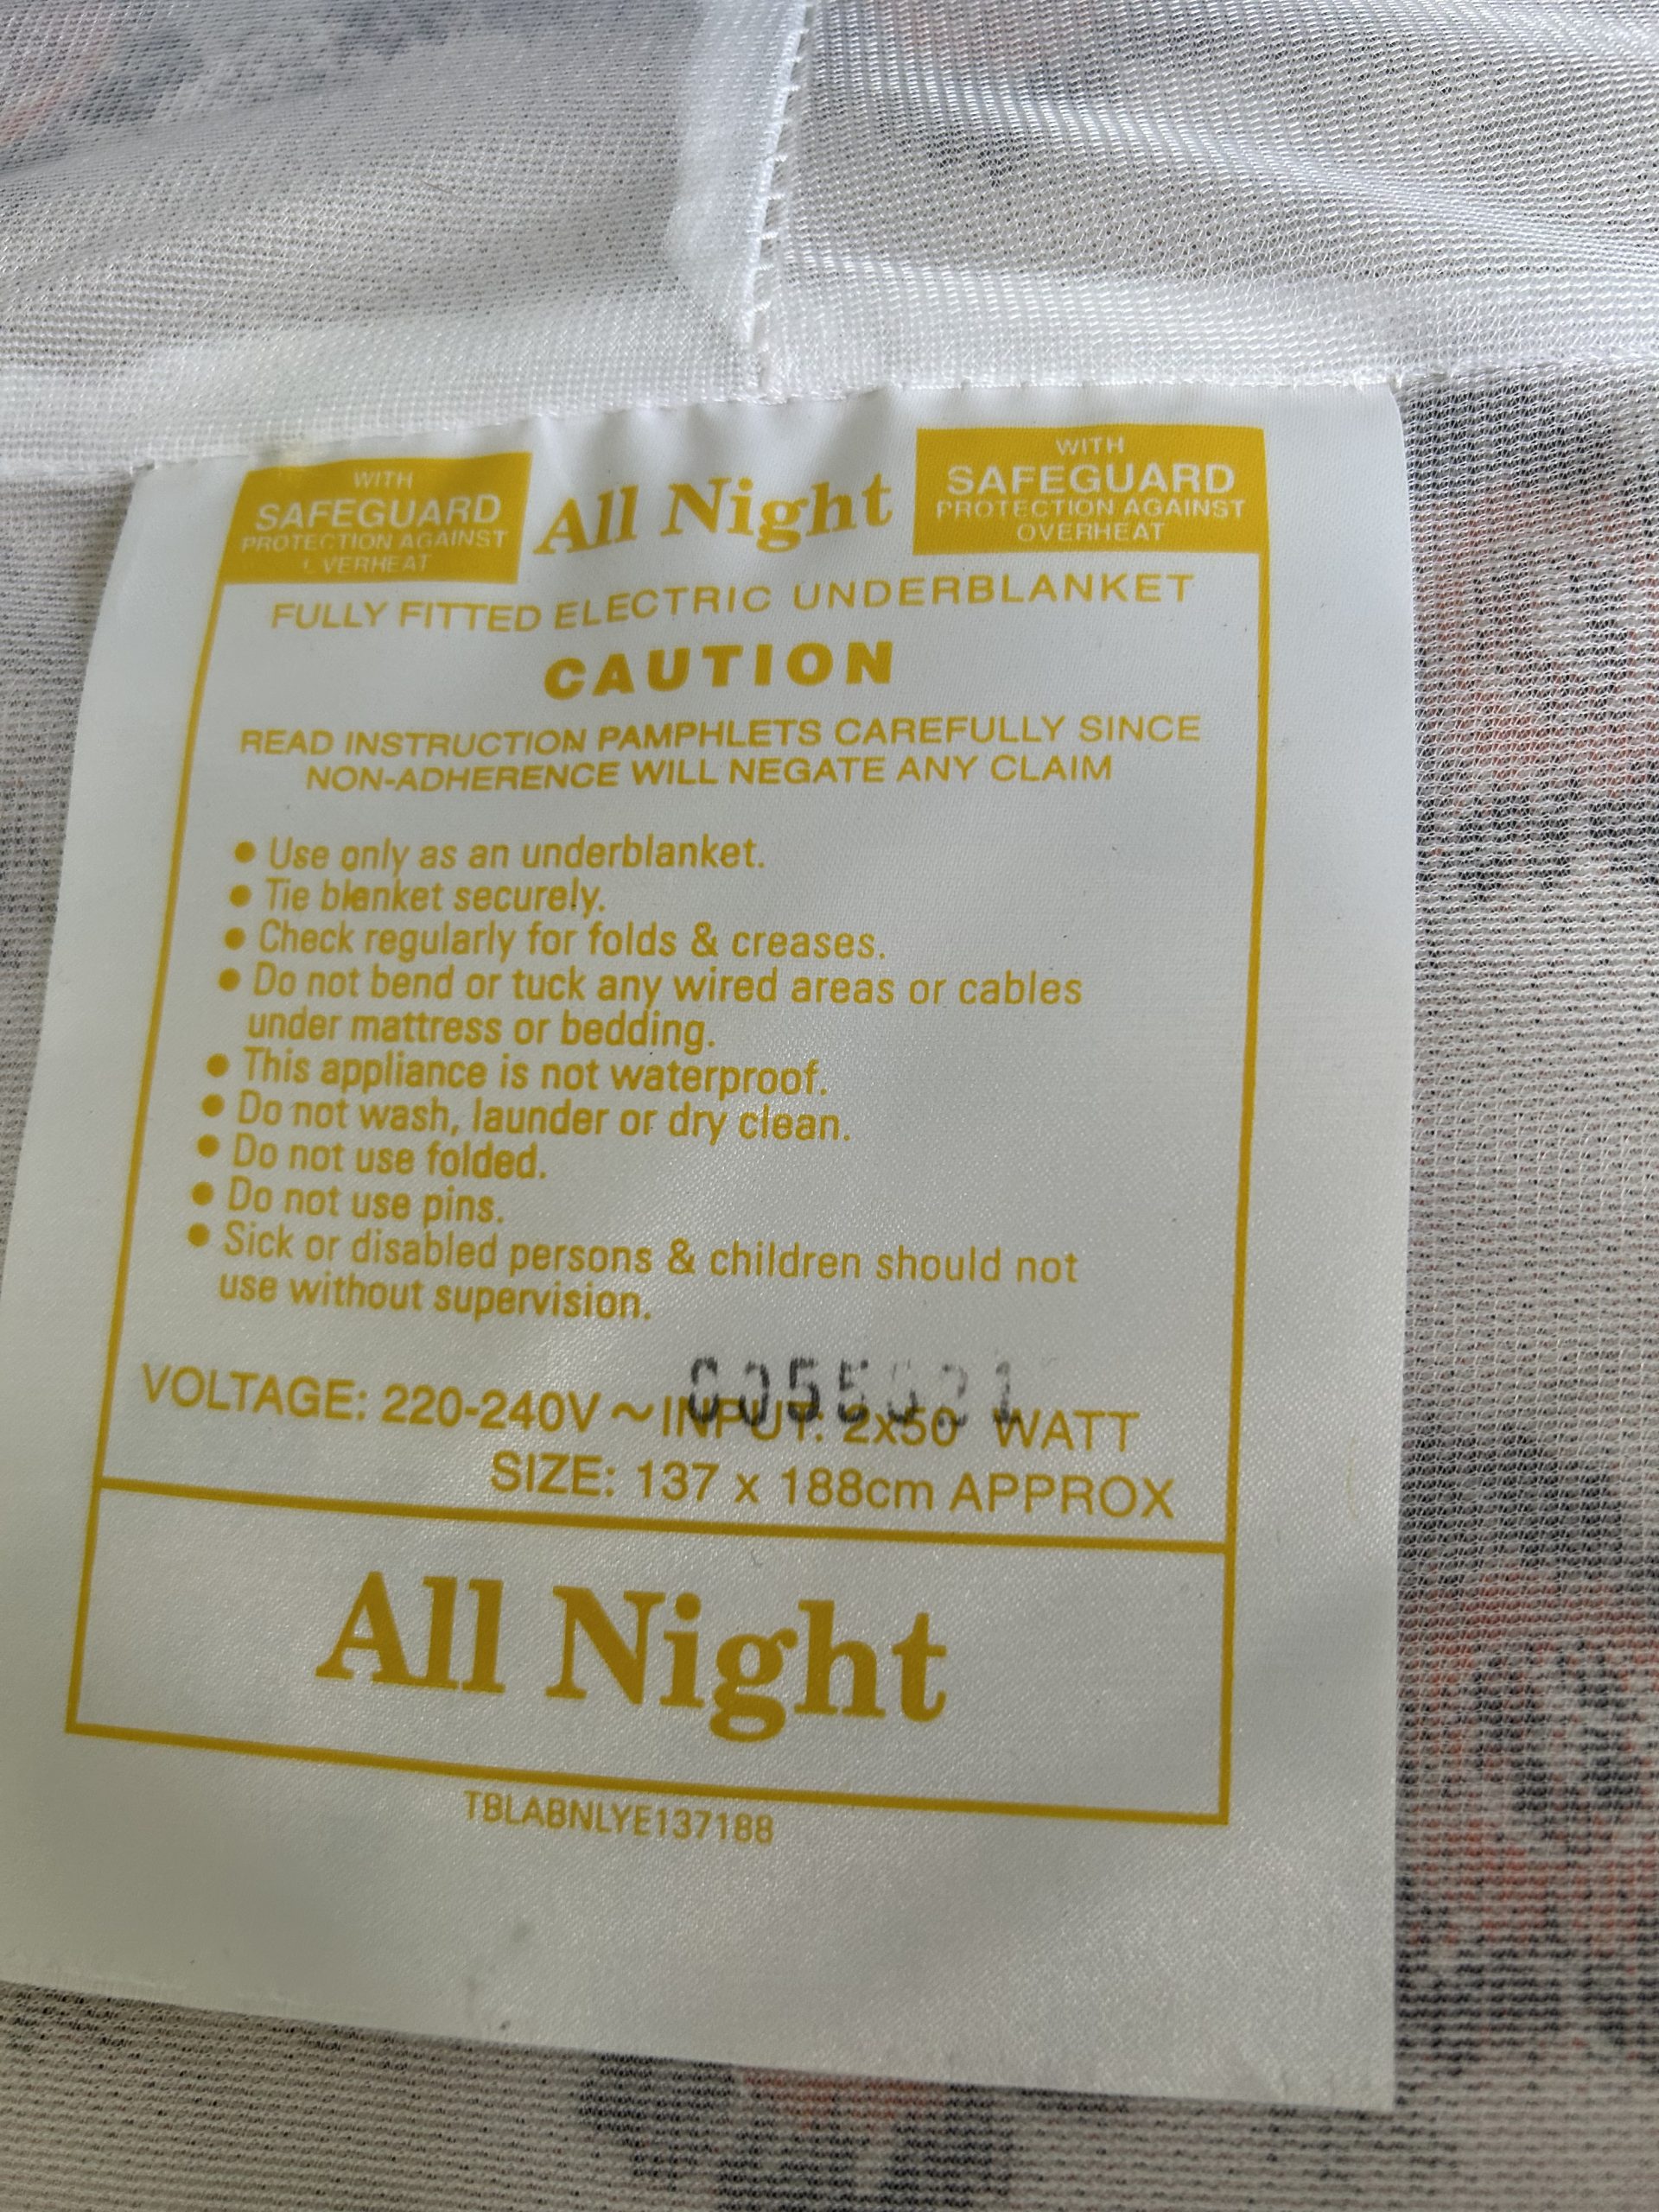 WITH
SAFEGUARD
PROTECTION AGAINST
OVERHEAT
All Night
WITH
SAFEGUARD
PROTECTION AGAINST
OVERHEAT
FULLY FITTED ELECTRIC UNDERBLANKET
CAUTION
READ INSTRUCTION PAMPHLETS CAREFULLY SINCE
NON-ADHERENCE WILL NEGATE ANY CLAIM
• Use only as an underblanket.
• Tie blanket securely.
• Check regularly for folds & creases.
• Do not bend or tuck any wired areas or cables
under mattress or bedding.
• This appliance is not waterproof.
• Do not wash, launder or dry clean.
• Do not use folded.
• Do not use pins.
• Sick or disabled persons & children should not
use without supervision.
VOLTAGE: 220-240V ~ INPUT: 2x50 WATT
SIZE: 137 x 188cm APPROX
All Night
TBLABNLYE137188